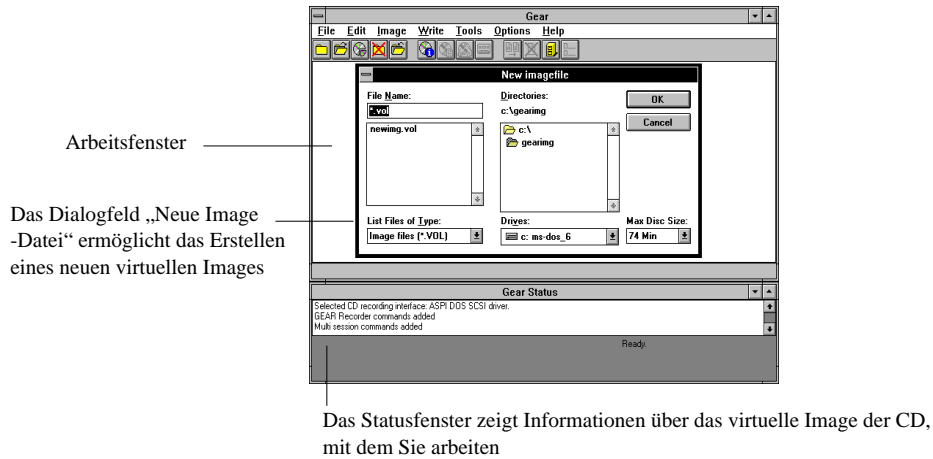 Gear
File Edit Image Write Tools Options Help
New imagefile
File Name:
*.vol
newimg.vol
Directories:
c:\gearimg
c:\
gearimg
OK
Cancel
List Files of Type:
Image files (*.VOL)
Drives:
c: ms-dos_6
Max Disc Size:
74 Min
Arbeitsfenster
Das Dialogfeld „Neue Image
-Datei“ ermöglicht das Erstellen
eines neuen virtuellen Images
Gear Status
Selected CD recording interface: ASPI DOS SCSI driver.
GEAR Recorder commands added
Multi session commands added
Ready.
Das Statusfenster zeigt Informationen über das virtuelle Image der CD,
mit dem Sie arbeiten